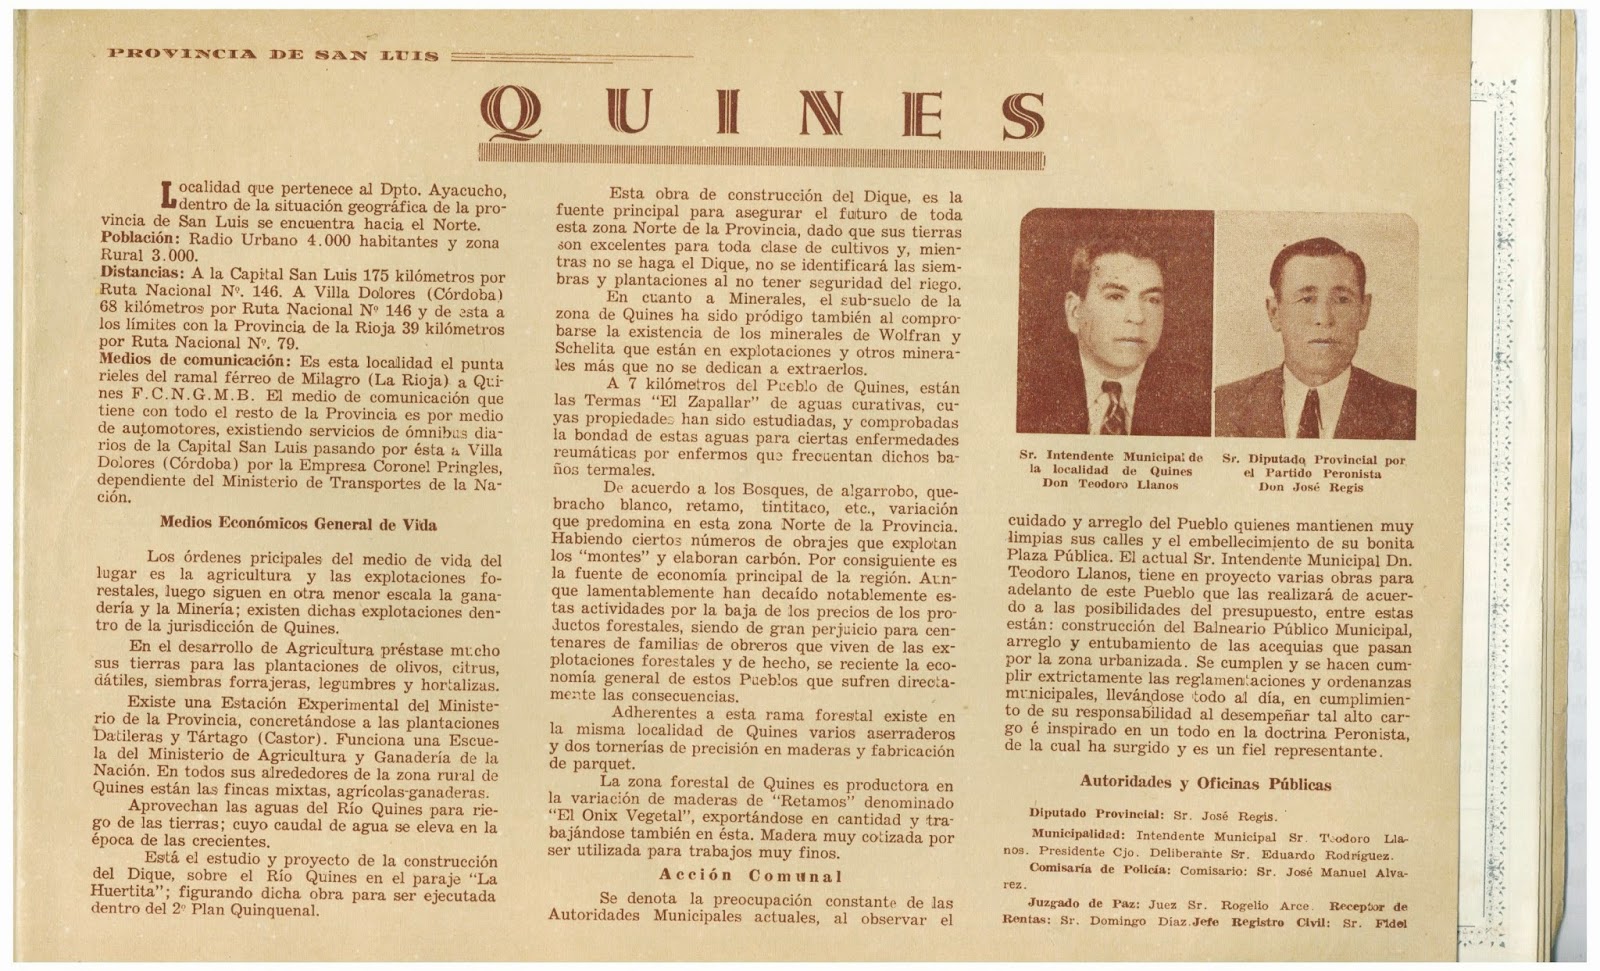 PROVINCIA DE SAN LUIS
QUINES
Localidad que pertenece al Dpto. Ayacucho,
dentro de la situación geográfica de la pro-
vincia de San Luis se encuentra hacia el Norte.
Población: Radio Urbano 4.000 habitantes y zona
Rural 3.000.
Distancias: A la Capital San Luis 175 kilómetros por
Ruta Nacional Nº. 146. A Villa Dolores (Córdoba)
68 kilómetros por Ruta Nacional Nº 146 y de esta a
los límites con la Provincia de la Rioja 39 kilómetros
por Ruta Nacional Nº. 79.
Medios de comunicación: Es esta localidad el punta
rieles del ramal férreo de Milagro (La Rioja) a Qui-
nes F.C.N.G.M.B. El medio de comunicación que
tiene con todo el resto de la Provincia es por medio
de automotores, existiendo servicios de ómnibus dia-
rios de la Capital San Luis pasando por ésta a Villa
Dolores (Córdoba) por la Empresa Coronel Pringles,
dependiente del Ministerio de Transportes de la Na-
ción.
Medios Económicos General de Vida
Los órdenes pricipales del medio de vida del
lugar es la agricultura y las explotaciones fo-
restales, luego siguen en otra menor escala la gana-
dería y la Minería; existen dichas explotaciones den-
tro de la jurisdicción de Quines.
En el desarrollo de Agricultura préstase mucho
sus tierras para las plantaciones de olivos, citrus,
dátiles, siembras forrajeras, legumbres y hortalizas.
Existe una Estación Experimental del Ministe-
rio de la Provincia, concretándose a las plantaciones
Datileras y Tártago (Castor). Funciona una Escue-
la del Ministerio de Agricultura y Ganadería de la
Nación. En todos sus alrededores de la zona rural de
Quines están las fincas mixtas, agrícolas-ganaderas.
Aprovechan las aguas del Río Quines para rie-
go de las tierras; cuyo caudal de agua se eleva en la
época de las crecientes.
Está el estudio y proyecto de la construcción
del Dique, sobre el Río Quines en el paraje "La
Huertita"; figurando dicha obra para ser ejecutada
dentro del 2º Plan Quinquenal.
Esta obra de construcción del Dique, es la
fuente principal para asegurar el futuro de toda
esta zona Norte de la Provincia, dado que sus tierras
son excelentes para toda clase de cultivos y, mien-
tras no se haga el Dique, no se identificará las siem-
bras y plantaciones al no tener seguridad del riego.
En cuanto a Minerales, el sub-suelo de la
zona de Quines ha sido pródigo también al compro-
barse la existencia de los minerales de Wolfran y
Schelita que están en explotaciones y otros minera-
les más que no se dedican a extraerlos.
A 7 kilómetros del Pueblo de Quines, están
las Termas "El Zapallar" de aguas curativas, cu-
yas propiedades han sido estudiadas, y comprobadas
la bondad de estas aguas para ciertas enfermedades
reumáticas por enfermos que frecuentan dichos ba-
ños termales.
De acuerdo a los Bosques, de algarrobo, que-
bracho blanco, retamo, tintitaco, etc., variación
que predomina en esta zona Norte de la Provincia.
Habiendo ciertos números de obrajes que explotan
los "montes" y elaboran carbón. Por consiguiente es
la fuente de economía principal de la región. Aun-
que lamentablemente han decaído notablemente es-
tas actividades por la baja de los precios de los pro-
ductos forestales, siendo de gran perjuicio para cen-
tenares de familias de obreros que viven de las ex-
plotaciones forestales y de hecho, se reciente la eco-
nomía general de estos Pueblos que sufren directa-
mente las consecuencias.
Adherentes a esta rama forestal existe en
la misma localidad de Quines varios aserraderos
y dos tornerías de precisión en maderas y fabricación
de parquet.
La zona forestal de Quines es productora en
la variación de maderas de "Retamos" denominado
"El Onix Vegetal", exportándose en cantidad y tra-
bajándose también en ésta. Madera muy cotizada por
ser utilizada para trabajos muy finos.
Acción Comunal
Se denota la preocupación constante de las
Autoridades Municipales actuales, al observar el
Sr. Intendente Municipal de
la localidad de Quines
Don Teodoro Llanos
Sr. Diputado Provincial por
el Partido Peronista
Don José Regis
cuidado y arreglo del Pueblo quienes mantienen muy
limpias sus calles y el embellecimiento de su bonita
Plaza Pública. El actual Sr. Intendente Municipal Dn.
Teodoro Llanos, tiene en proyecto varias obras para
adelanto de este Pueblo que las realizará de acuer-
do a las posibilidades del presupuesto, entre estas
están: construcción del Balneario Público Municipal,
arreglo y entubamiento de las acequias que pasan
por la zona urbanizada. Se cumplen y se hacen cum-
plir extrictamente las reglamentaciones y ordenanzas
municipales, llevándose todo al día, en cumplimien-
to de su responsabilidad al desempeñar tal alto car-
go é inspirado en un todo en la doctrina Peronista,
de la cual ha surgido y es un fiel representante.
Autoridades y Oficinas Públicas
Diputado Provincial: Sr. José Regis.
Municipalidad: Intendente Municipal Sr. Teodoro Lla-
nos. Presidente Cjo. Deliberante Sr. Eduardo Rodríguez.
Comisaría de Policía: Comisario: Sr. José Manuel Alva-
rez.
Juzgado de Paz: Juez Sr. Rogelio Arce. Receptor de
Rentas: Sr. Domingo Díaz. Jefe Registro Civil: Sr. Fidel